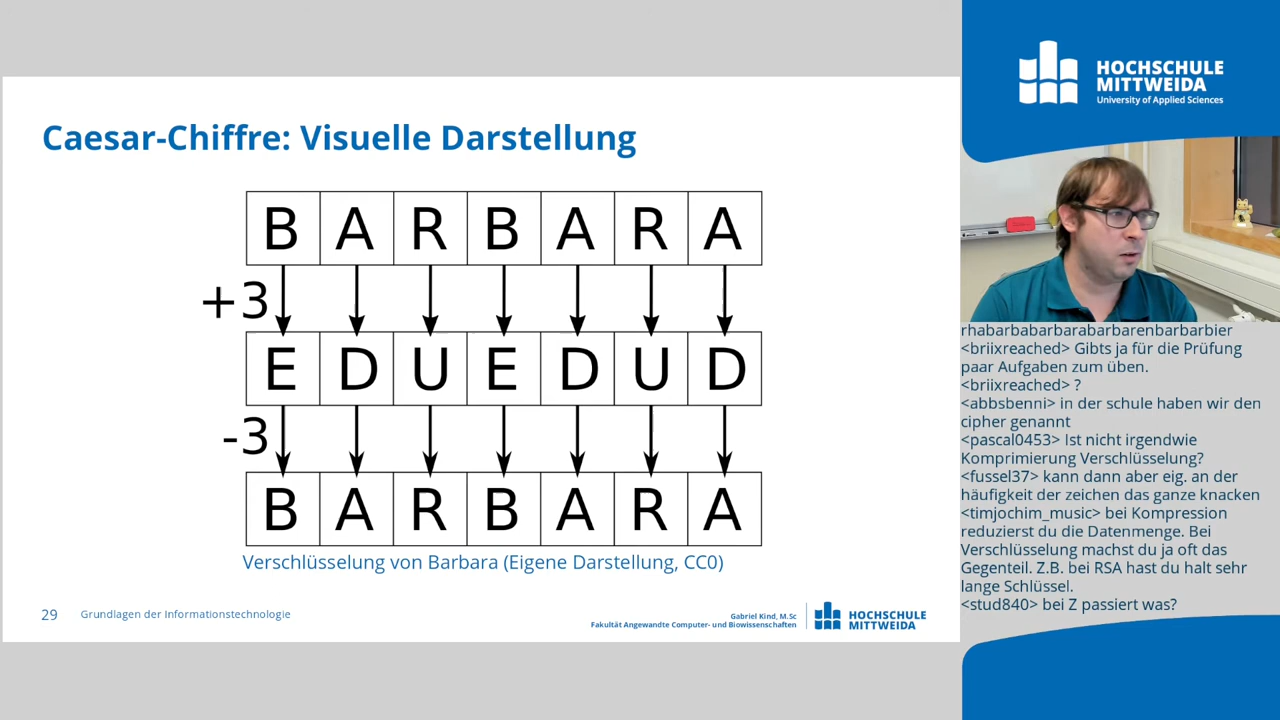 Caesar-Chiffre: Visuelle Darstellung
B A R B A R A
+3
E D U E D U D
-3
B A R B A R A
Verschlüsselung von Barbara (Eigene Darstellung, CC0)
29 Grundlagen der Informationstechnologie
Gabriel Kind, M.Sc
Fakultät Angewandte Computer- und Biowissenschaften
HOCHSCHULE
MITTWEIDA
HOCHSCHULE
MITTWEIDA
University of Applied Sciences
rhabarbabarbarabarbarenbarbarbier
<briixreached> Gibts ja für die Prüfung
paar Aufgaben zum üben.
<briixreached> ?
<abbsbenni> in der schule haben wir den
cipher genannt
<pascal0453> Ist nicht irgendwie
Komprimierung Verschlüsselung?
<fussel37> kann dann aber eig. an der
häufigkeit der zeichen das ganze knacken
<timjochim_music> bei Kompression
reduzierst du die Datenmenge. Bei
Verschlüsselung machst du ja oft das
Gegenteil. Z.B. bei RSA hast du halt sehr
lange Schlüssel.
<stud840> bei Z passiert was?